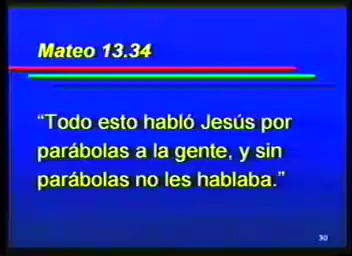 Mateo 13.34
“Todo esto habló Jesús por
parábolas a la gente, y sin
parábolas no les hablaba.”
30